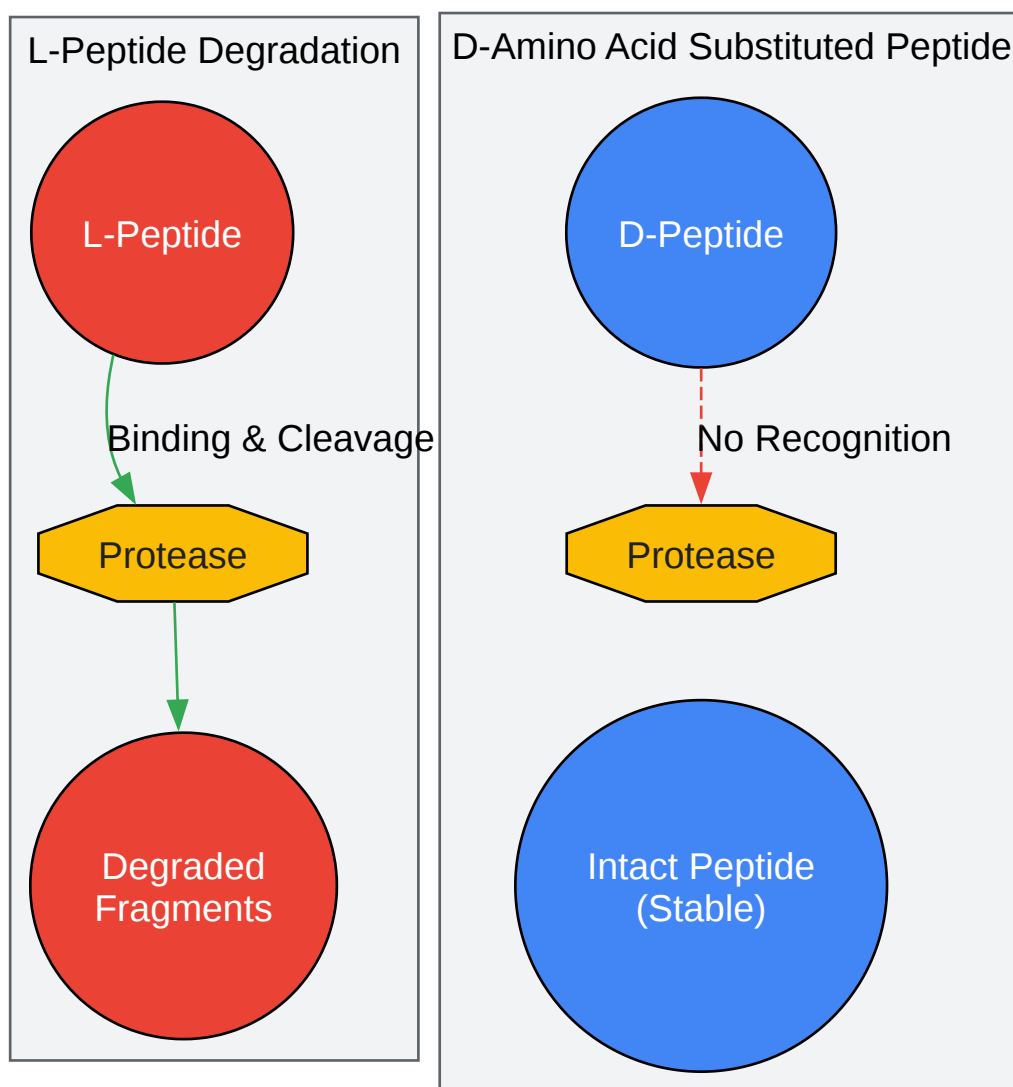 L-Peptide Degradation
L-Peptide
Binding & Cleavage
Protease
Degraded
Fragments
D-Amino Acid Substituted Peptide
D-Peptide
No Recognition
Protease
Intact Peptide
(Stable)